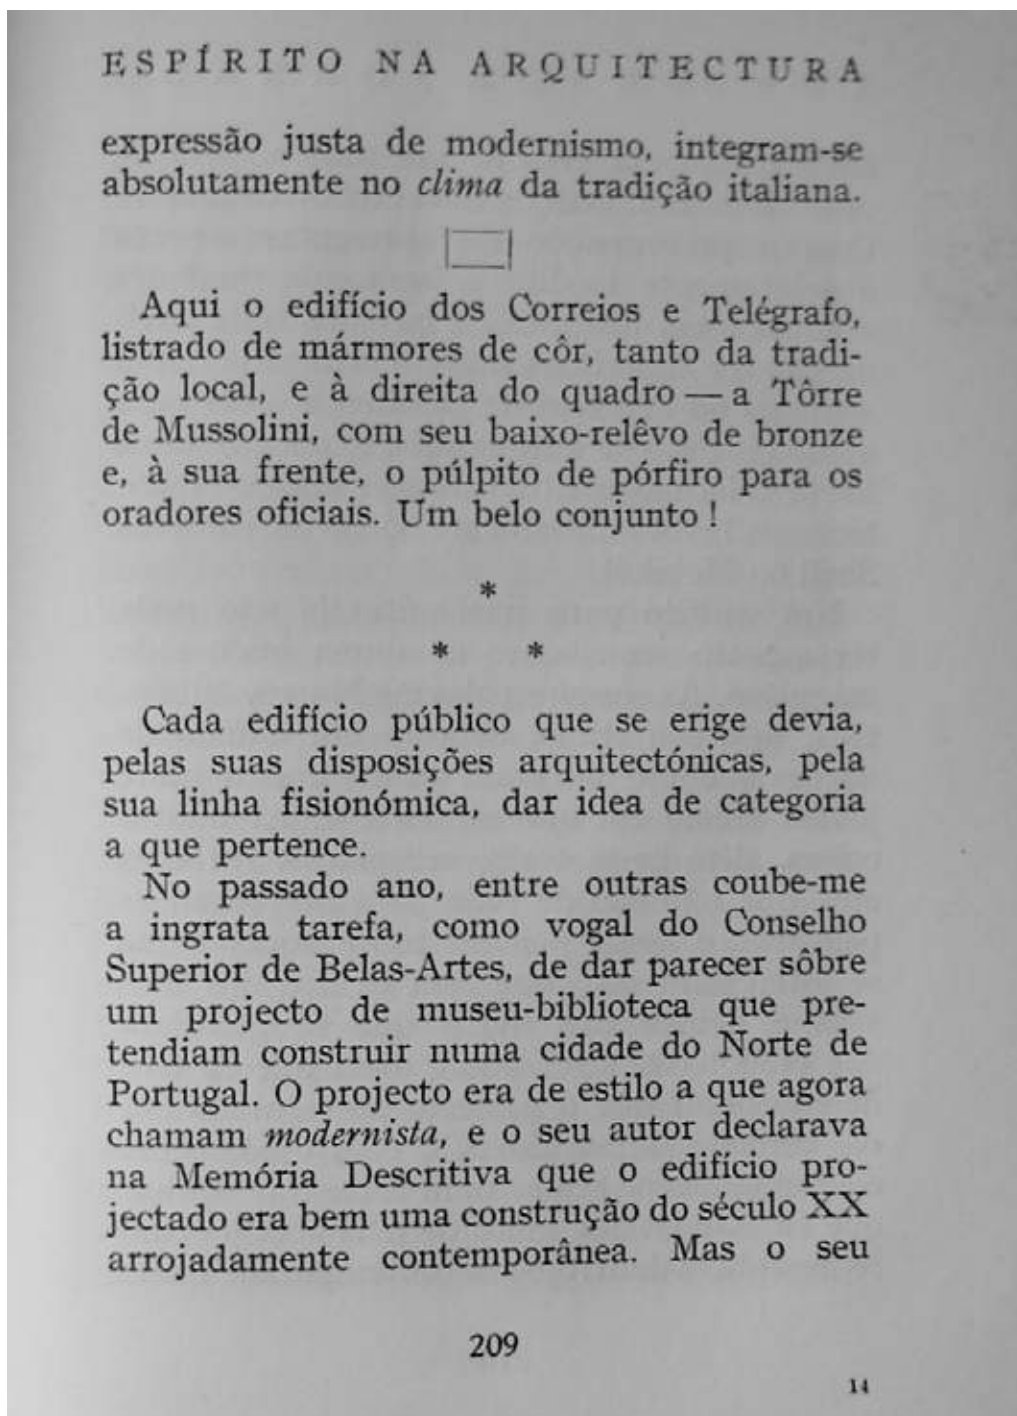 ESPÍRITO NA ARQUITECTURA
expressão justa de modernismo, integram-se
absolutamente no clima da tradição italiana.
Aqui o edifício dos Correios e Telégrafo,
listrado de mármores de côr, tanto da tradi-
ção local, e à direita do quadro — a Tôrre
de Mussolini, com seu baixo-relêvo de bronze
e, à sua frente, o púlpito de pórfiro para os
oradores oficiais. Um belo conjunto !
*
* *
Cada edifício público que se erige devia,
pelas suas disposições arquitectónicas, pela
sua linha fisionómica, dar idea de categoria
a que pertence.
No passado ano, entre outras coube-me
a ingrata tarefa, como vogal do Conselho
Superior de Belas-Artes, de dar parecer sôbre
um projecto de museu-biblioteca que pre-
tendiam construir numa cidade do Norte de
Portugal. O projecto era de estilo a que agora
chamam modernista, e o seu autor declarava
na Memória Descritiva que o edifício pro-
jectado era bem uma construção do século XX
arrojadamente contemporânea. Mas o seu
209
14